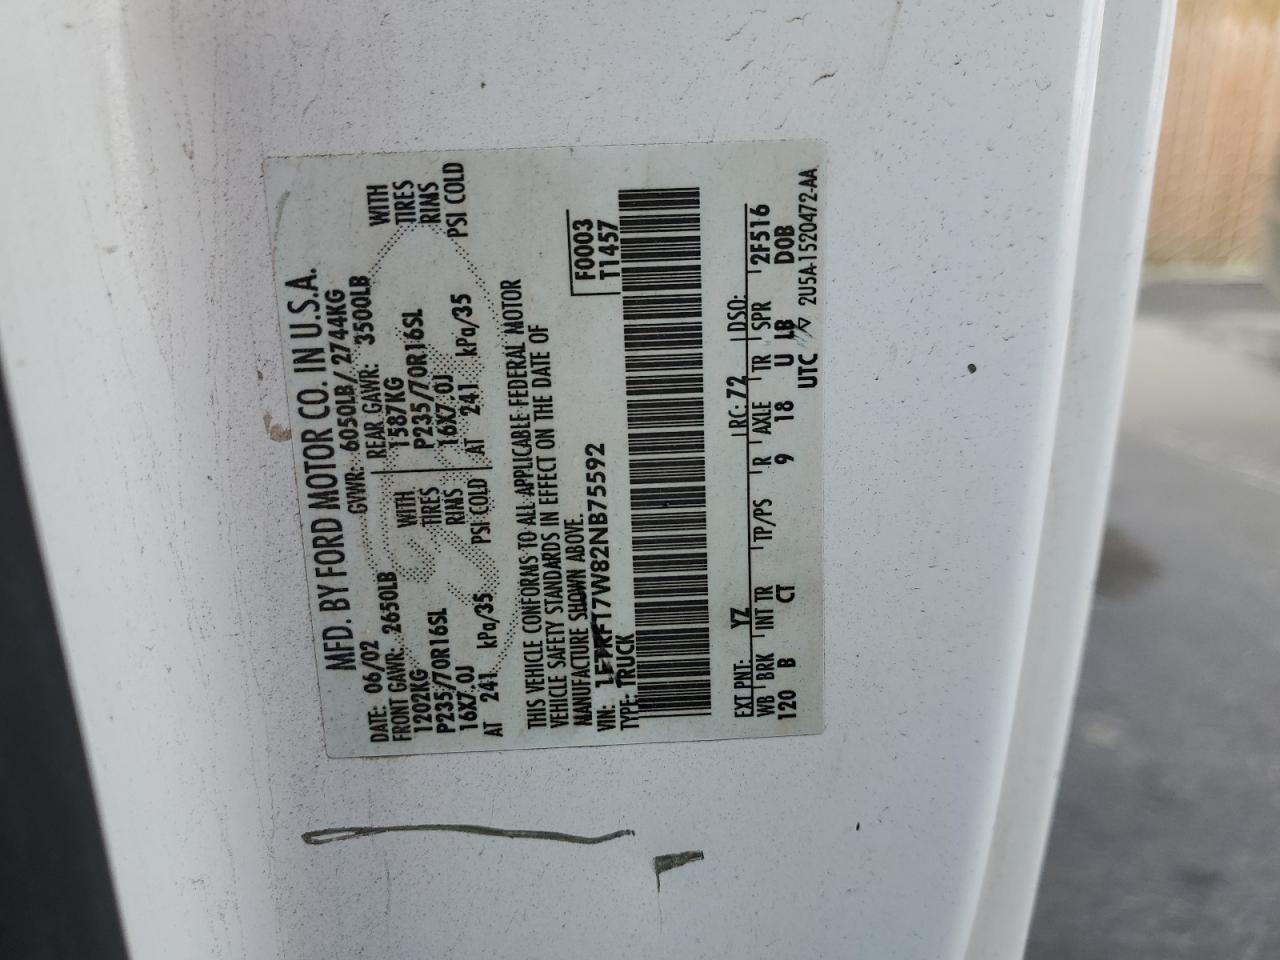 MFD. BY FORD MOTOR CO. IN U.S.A.
DATE: 06/02 GVWR: 6050LB/ 2744KG
FRONT GAWR: 2650LB REAR GAWR: 3500LB
1202KG WITH 1587KG WITH
P235/70R16SL TIRES P235/70R16SL TIRES
16X7.0J RIMS 16X7.0J RIMS
AT 241 kPa/35 PSI COLD AT 241 kPa/35 PSI COLD
THIS VEHICLE CONFORMS TO ALL APPLICABLE FEDERAL MOTOR
VEHICLE SAFETY STANDARDS IN EFFECT ON THE DATE OF
MANUFACTURE SHOWN ABOVE.
VIN: 1FTRF17W82NB75592 F0003
TYPE: TRUCK T1457
EXT PNT: YZ RC: 72 DSO:
WB BRK INT TR TP/PS R AXLE TR SPR 2F516
120 B CT 9 18 U LB DOB
UTC 2U5A-1520472-AA